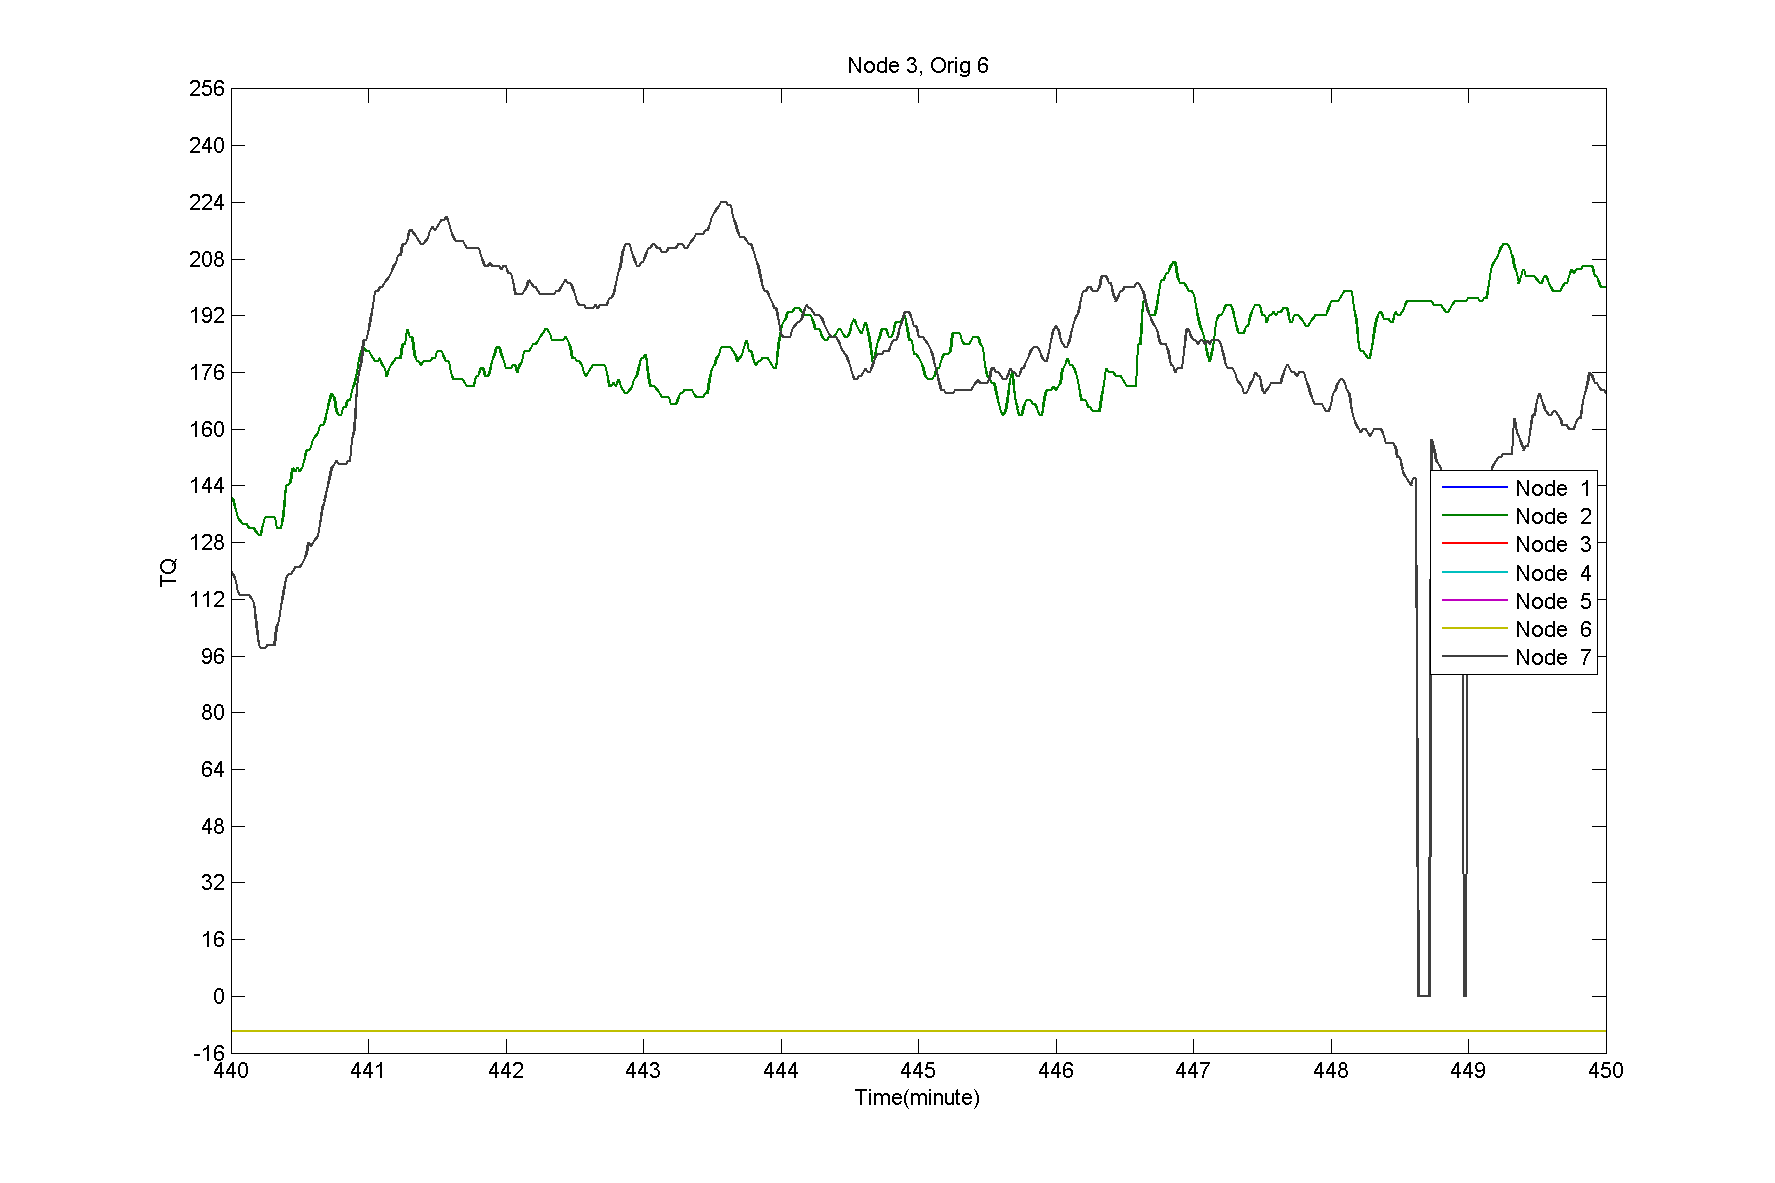 Node 3, Orig 6
256
240
224
208
192
176
160
144
128
112
96
80
64
48
32
16
0
-16
TQ
Node 1
Node 2
Node 3
Node 4
Node 5
Node 6
Node 7
440 441 442 443 444 445 446 447 448 449 450
Time(minute)